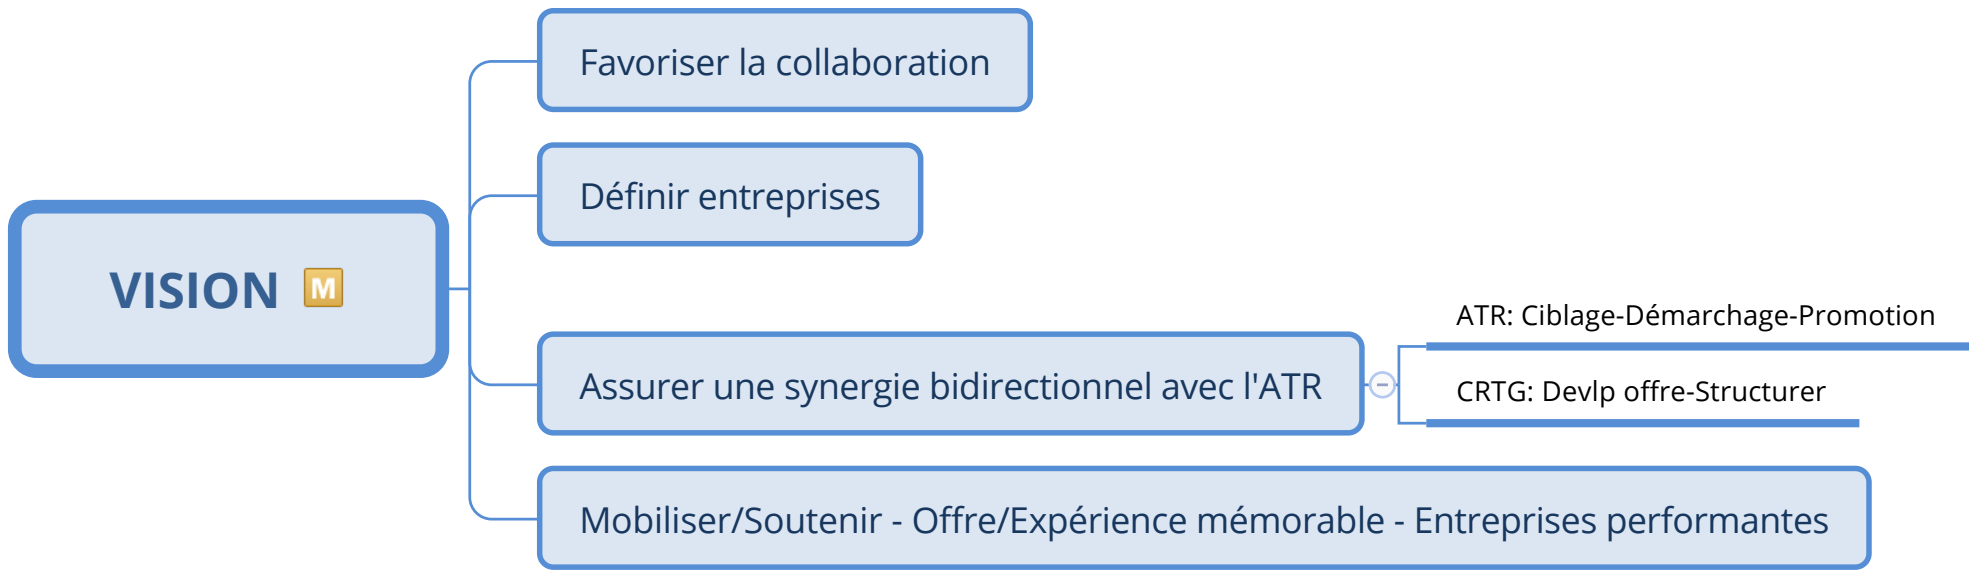 Favoriser la collaboration
Définir entreprises
VISION M
ATR: Ciblage-Démarchage-Promotion
Assurer une synergie bidirectionnel avec l'ATR
CRTG: Devlp offre-Structurer
Mobiliser/Soutenir - Offre/Expérience mémorable - Entreprises performantes